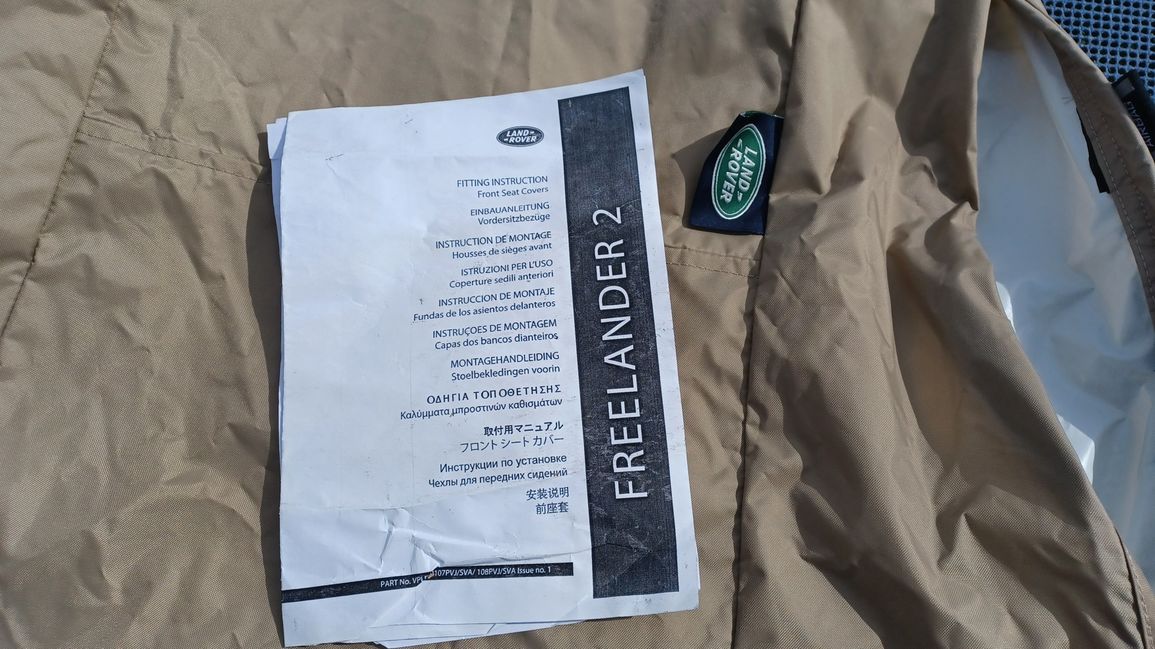 LAND
ROVER
FITTING INSTRUCTION
Front Seat Covers
EINBAUANLEITUNG
Vordersitzbezüge
INSTRUCTION DE MONTAGE
Housses de sièges avant
ISTRUZIONI PER L'USO
Coperture sedili anteriori
INSTRUCCION DE MONTAJE
Fundas de los asientos delanteros
INSTRUÇOES DE MONTAGEM
Capas dos bancos dianteiros
MONTAGEHANDLEIDING
Stoelbekledingen voorin
ΟΔΗΓΙΑ ΤΟΠΟΘΕΤΗΣΗΣ
Καλύμματα μπροστινών καθισμάτων
取付用マニュアル
フロント シート カバー
Инструкции по установке
Чехлы для передних сидений
安装说明
前座套
PART No. 107PVJ/SVA/ 108PVJ/SVA Issue no. 1
FREELANDER 2
LAND
ROVER
AIRBAG